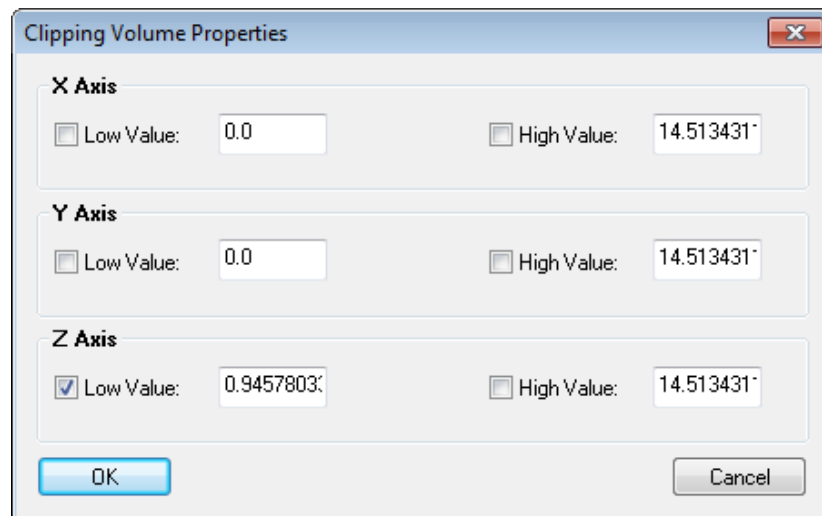 Clipping Volume Properties
X Axis
Low Value: 0.0 High Value: 14.5134311
Y Axis
Low Value: 0.0 High Value: 14.5134311
Z Axis
Low Value: 0.9457803 High Value: 14.5134311
OK Cancel